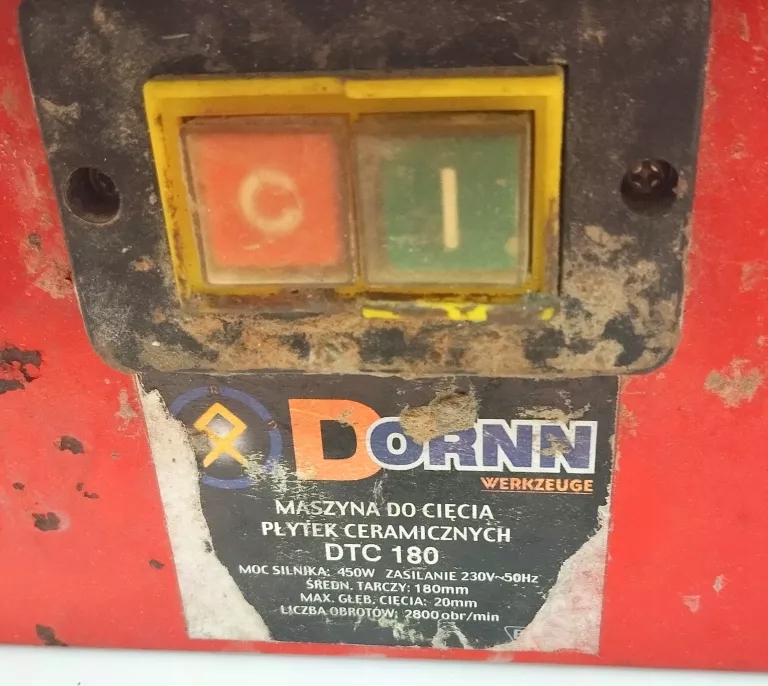 C I
DORNN
WERKZEUGE
MASZYNA DO CIĘCIA
PŁYTEK CERAMICZNYCH
DTC 180
MOC SILNIKA: 450W ZASILANIE 230V~50Hz
ŚREDN. TARCZY: 180mm
MAX. GŁĘB. CIĘCIA: 20mm
LICZBA OBROTÓW: 2800 obr/min